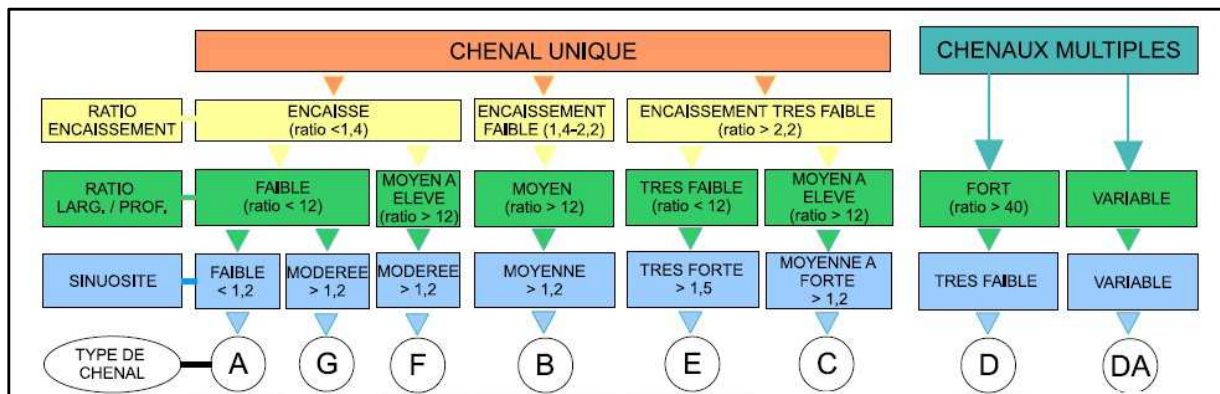 CHENAL UNIQUE
CHENAUX MULTIPLES
RATIO
ENCAISSEMENT
ENCAISSE
(ratio <1,4)
ENCAISSEMENT
FAIBLE (1,4-2,2)
ENCAISSEMENT TRES FAIBLE
(ratio > 2,2)
RATIO
LARG. / PROF.
FAIBLE
(ratio < 12)
MOYEN A
ELEVE
(ratio > 12)
MOYEN
(ratio > 12)
TRES FAIBLE
(ratio < 12)
MOYEN A
ELEVE
(ratio > 12)
FORT
(ratio > 40)
VARIABLE
SINUOSITE
FAIBLE
< 1,2
MODEREE
> 1,2
MODEREE
> 1,2
MOYENNE
> 1,2
TRES FORTE
> 1,5
MOYENNE A
FORTE
> 1,2
TRES FAIBLE
VARIABLE
TYPE DE
CHENAL
A
G
F
B
E
C
D
DA